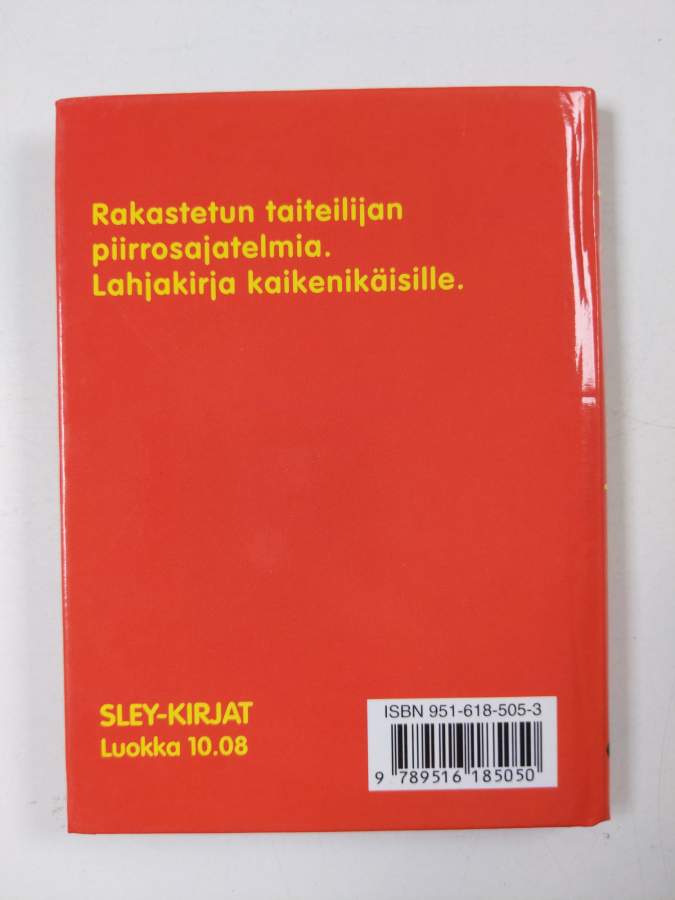 Rakastetun taiteilijan
piirrosajatelmia.
Lahjakirja kaikenikäisille.
SLEY-KIRJAT
Luokka 10.08
ISBN 951-618-505-3
9 789516 185050